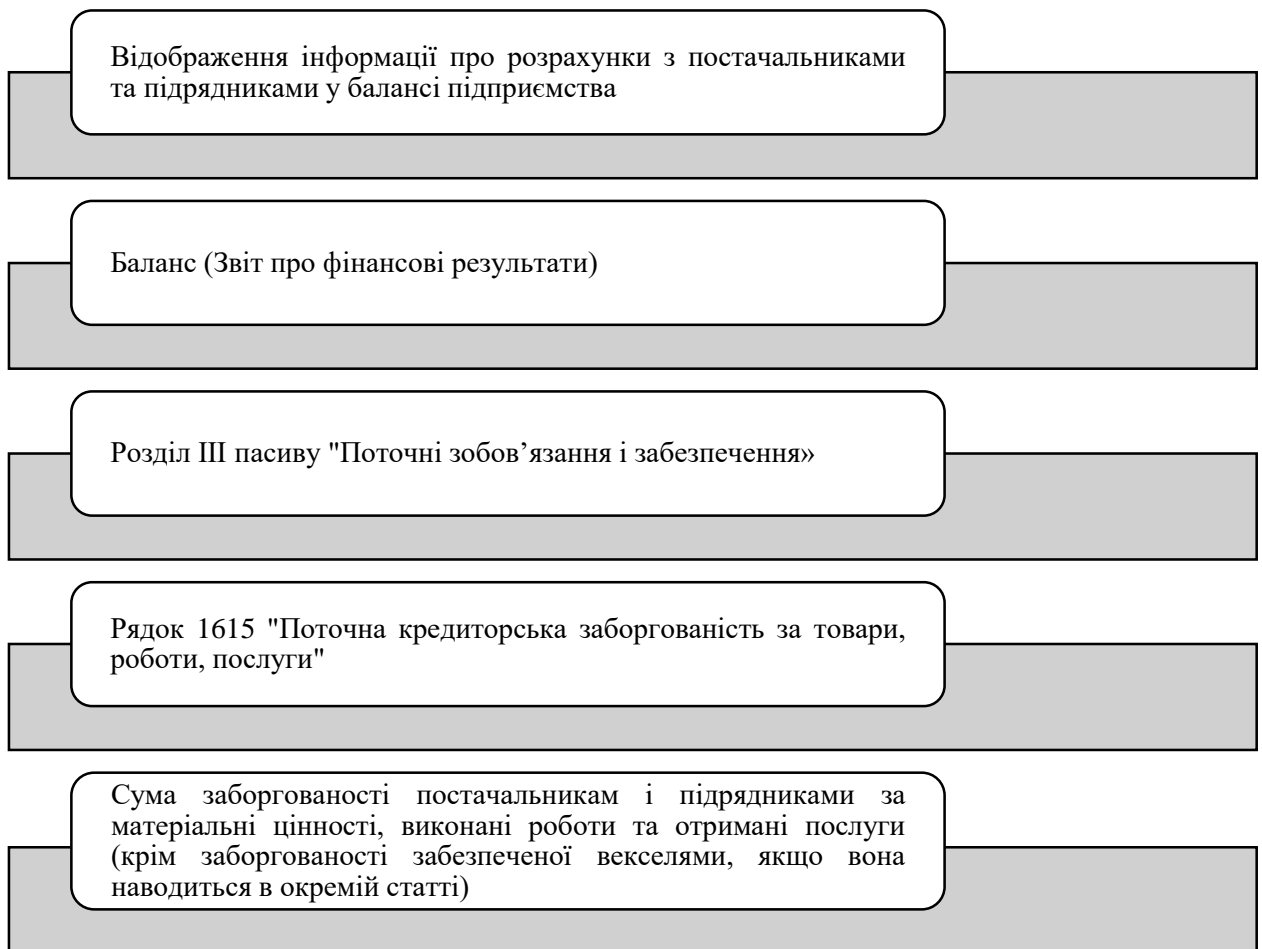 Відображення інформації про розрахунки з постачальниками
та підрядниками у балансі підприємства
Баланс (Звіт про фінансові результати)
Розділ ІІІ пасиву "Поточні зобов’язання і забезпечення»
Рядок 1615 "Поточна кредиторська заборгованість за товари,
роботи, послуги"
Сума заборгованості постачальникам і підрядниками за
матеріальні цінності, виконані роботи та отримані послуги
(крім заборгованості забезпеченої векселями, якщо вона
наводиться в окремій статті)